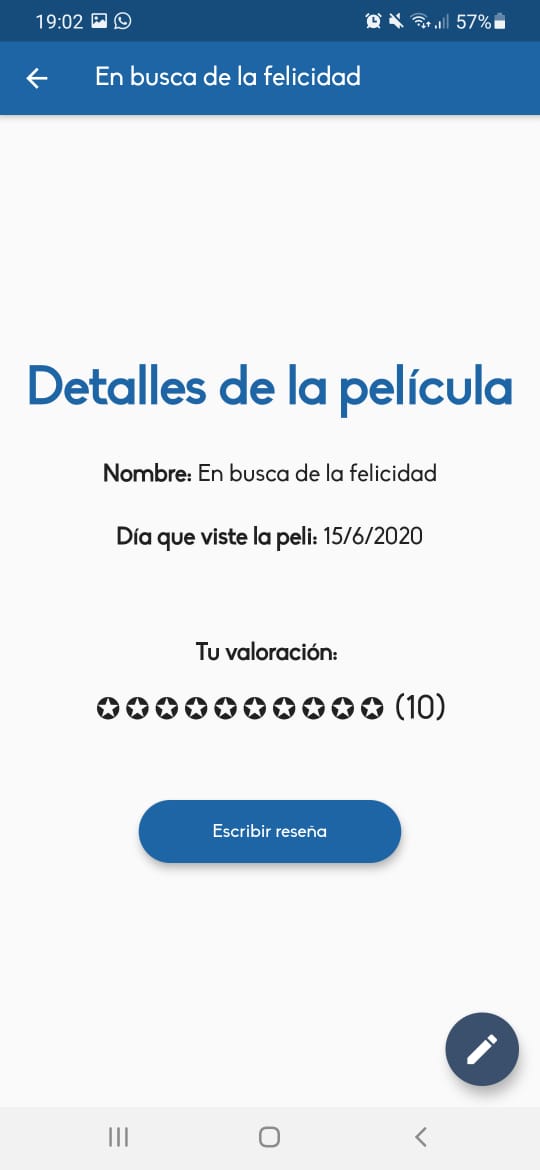 19:02 57%
En busca de la felicidad
Detalles de la película
Nombre: En busca de la felicidad
Día que viste la peli: 15/6/2020
Tu valoración:
✪✪✪✪✪✪✪✪✪✪ (10)
Escribir reseña